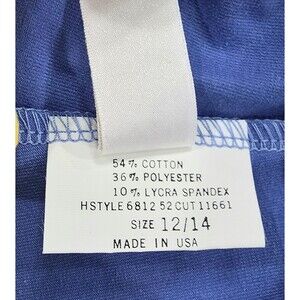 54% COTTON
36% POLYESTER
10% LYCRA SPANDEX
HSTYLE 6812 52 CUT 11661
SIZE 12/14
MADE IN USA